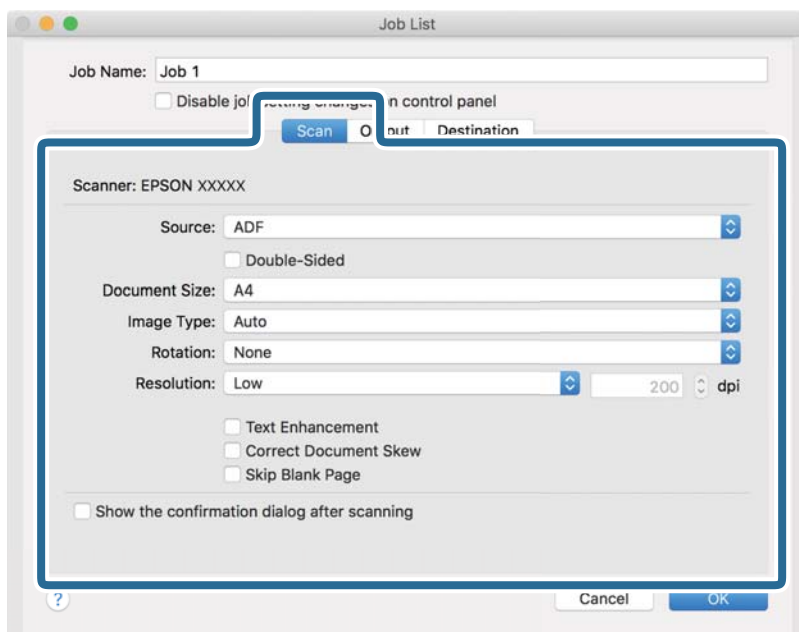 Job List
Job Name: Job 1
Disable control panel
Scan Destination
Scanner: EPSON XXXXX
Source: ADF
Double-Sided
Document Size: A4
Image Type: Auto
Rotation: None
Resolution: Low 200 dpi
Text Enhancement
Correct Document Skew
Skip Blank Page
Show the confirmation dialog after scanning
? Cancel OK